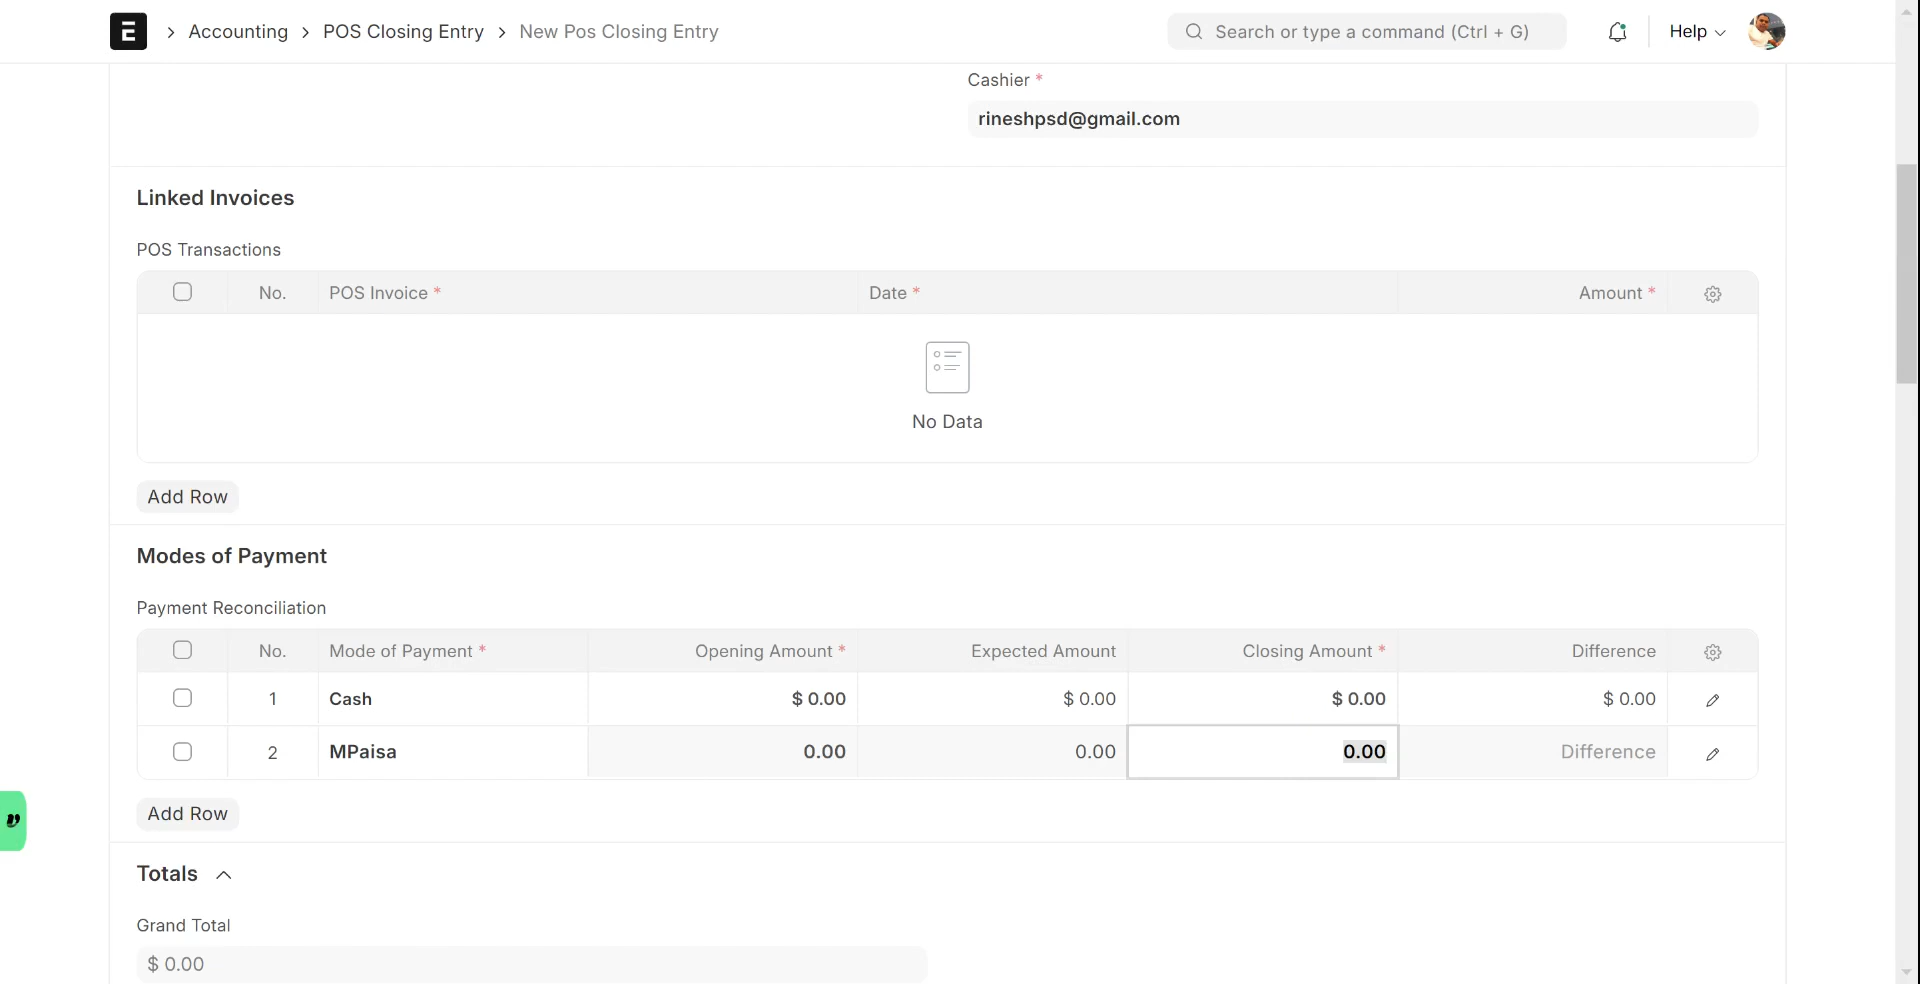 E Accounting POS Closing Entry New Pos Closing Entry Search or type a command (Ctrl + G) Help
Cashier *
rineshpsd@gmail.com
Linked Invoices
POS Transactions
No. POS Invoice * Date * Amount *
No Data
Add Row
Modes of Payment
Payment Reconciliation
No. Mode of Payment * Opening Amount * Expected Amount Closing Amount * Difference
1 Cash $ 0.00 $ 0.00 $ 0.00 $ 0.00
2 MPaisa 0.00 0.00 0.00 Difference
Add Row
Totals
Grand Total
$ 0.00